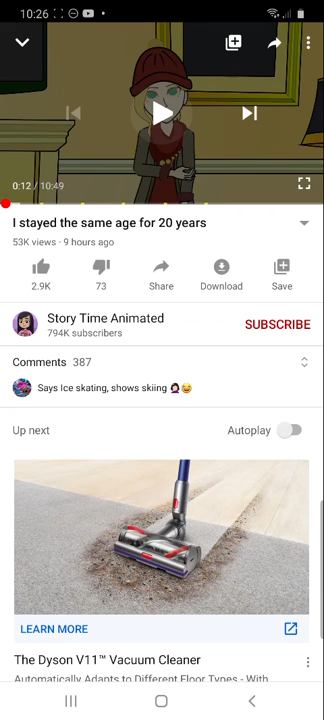 10:26
0:12 / 10:49
I stayed the same age for 20 years
53K views · 9 hours ago
2.9K 73 Share Download Save
Story Time Animated
794K subscribers
SUBSCRIBE
Comments 387
Says Ice skating, shows skiing 🤦🏻‍♀️😂
Up next
Autoplay
LEARN MORE
The Dyson V11™ Vacuum Cleaner
Automatically Adapts to Different Floor Types - With